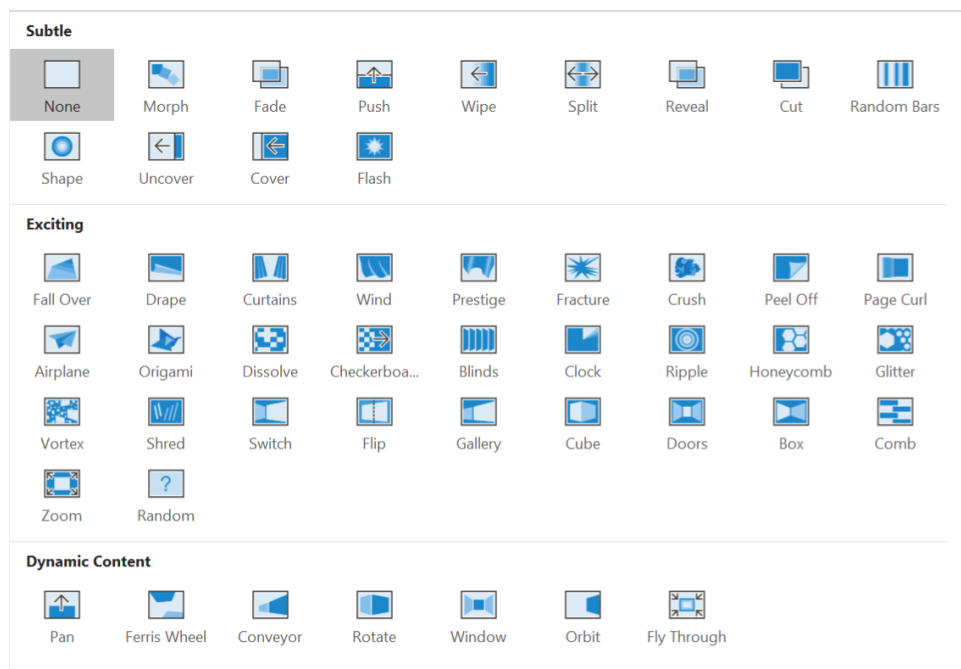 Subtle
None Morph Fade Push Wipe Split Reveal Cut Random Bars
Shape Uncover Cover Flash
Exciting
Fall Over Drape Curtains Wind Prestige Fracture Crush Peel Off Page Curl
Airplane Origami Dissolve Checkerboa... Blinds Clock Ripple Honeycomb Glitter
Vortex Shred Switch Flip Gallery Cube Doors Box Comb
?
Zoom Random
Dynamic Content
Pan Ferris Wheel Conveyor Rotate Window Orbit Fly Through